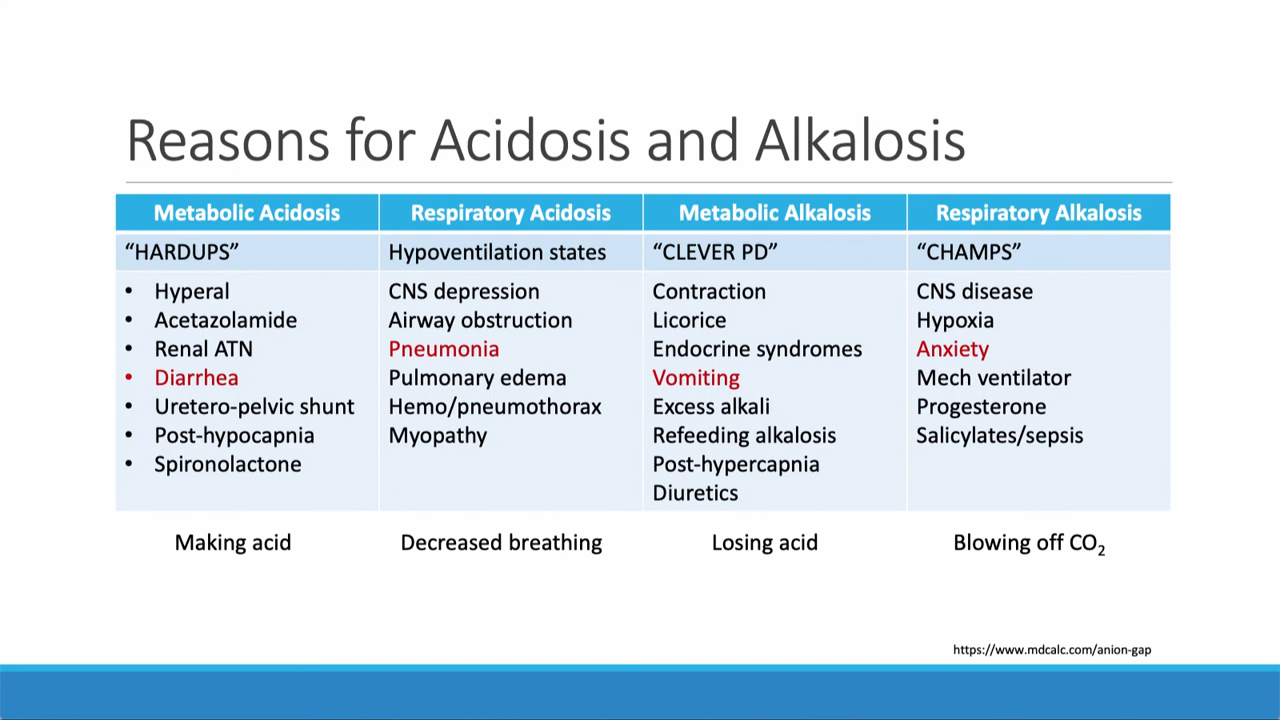 Reasons for Acidosis and Alkalosis
Metabolic Acidosis
Respiratory Acidosis
Metabolic Alkalosis
Respiratory Alkalosis
“HARDUPS”
Hypoventilation states
“CLEVER PD”
“CHAMPS”
• Hyperal
• Acetazolamide
• Renal ATN
• Diarrhea
• Uretero-pelvic shunt
• Post-hypocapnia
• Spironolactone
CNS depression
Airway obstruction
Pneumonia
Pulmonary edema
Hemo/pneumothorax
Myopathy
Contraction
Licorice
Endocrine syndromes
Vomiting
Excess alkali
Refeeding alkalosis
Post-hypercapnia
Diuretics
CNS disease
Hypoxia
Anxiety
Mech ventilator
Progesterone
Salicylates/sepsis
Making acid
Decreased breathing
Losing acid
Blowing off CO₂
https://www.mdcalc.com/anion-gap